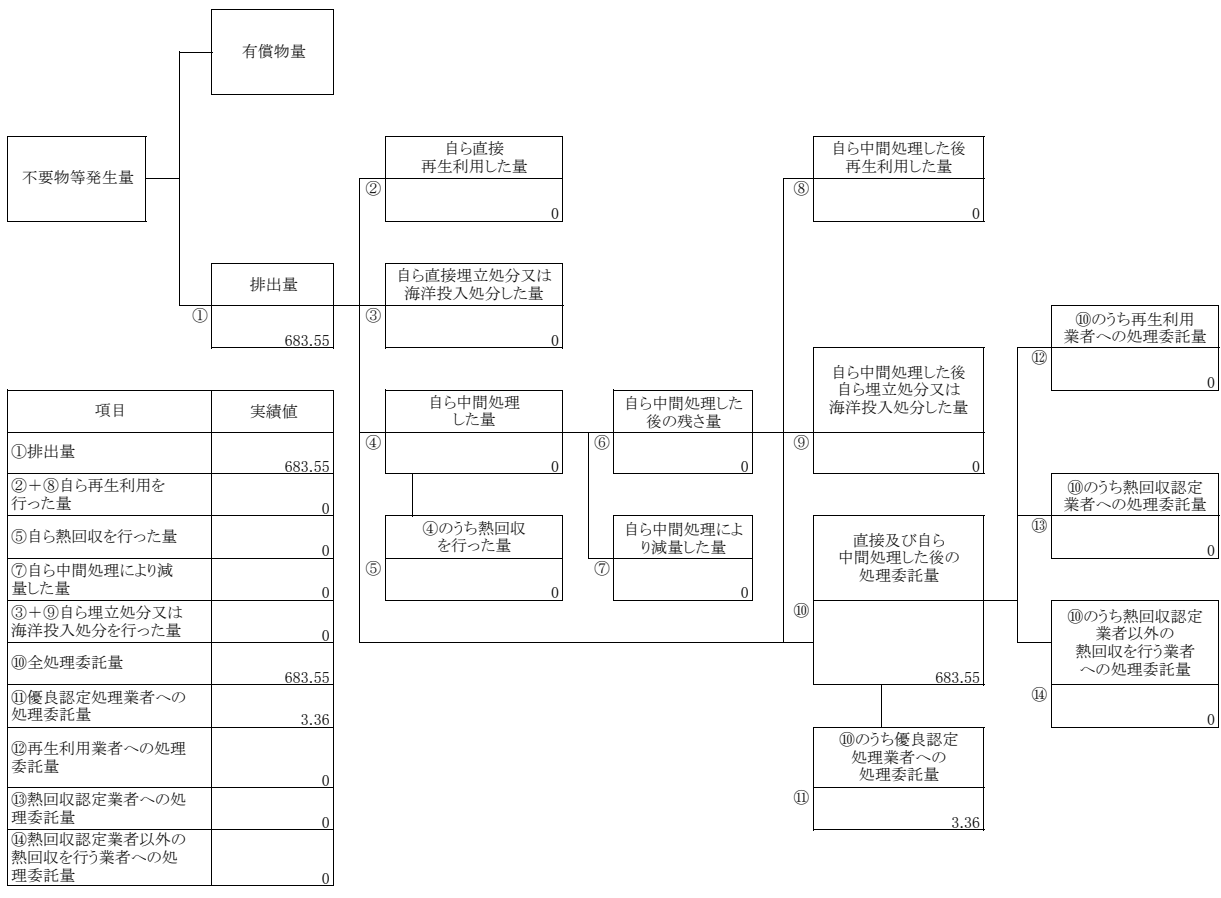 有償物量
不要物等発生量
排出量
①
683.55
自ら直接
再生利用した量
②
0
自ら直接埋立処分又は
海洋投入処分した量
③
0
自ら中間処理
した量
④
0
④のうち熱回収
を行った量
⑤
0
自ら中間処理した
後の残さ量
⑥
0
自ら中間処理によ
り減量した量
⑦
0
自ら中間処理した後
再生利用した量
⑧
0
自ら中間処理した後
自ら埋立処分又は
海洋投入処分した量
⑨
0
直接及び自ら
中間処理した後の
処理委託量
⑩
683.55
⑩のうち優良認定
処理業者への
処理委託量
⑪
3.36
⑩のうち再生利用
業者への処理委託量
⑫
0
⑩のうち熱回収認定
業者への処理委託量
⑬
0
⑩のうち熱回収認定
業者以外の
熱回収を行う業者
への処理委託量
⑭
0
項目 実績値
①排出量
683.55
②＋⑧自ら再生利用を
行った量
0
⑤自ら熱回収を行った量
0
⑦自ら中間処理により減
量した量
0
③＋⑨自ら埋立処分又は
海洋投入処分を行った量
0
⑩全処理委託量
683.55
⑪優良認定処理業者への
処理委託量
3.36
⑫再生利用業者への処理
委託量
0
⑬熱回収認定業者への処
理委託量
0
⑭熱回収認定業者以外の
熱回収を行う業者への処
理委託量
0